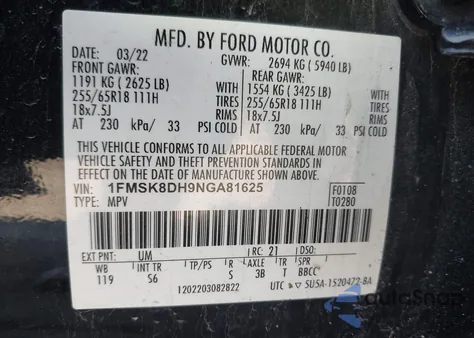 MFD. BY FORD MOTOR CO.
DATE: 03/22 GVWR: 2694 KG ( 5940 LB)
FRONT GAWR: REAR GAWR:
1191 KG ( 2625 LB) 1554 KG ( 3425 LB)
255/65R18 111H TIRES 255/65R18 111H
18x7.5J RIMS 18x7.5J
AT 230 kPa/ 33 PSI COLD AT 230 kPa/ 33 PSI COLD
THIS VEHICLE CONFORMS TO ALL APPLICABLE FEDERAL MOTOR
VEHICLE SAFETY AND THEFT PREVENTION STANDARDS IN
EFFECT ON THE DATE OF MANUFACTURE SHOWN ABOVE.
VIN: 1FMSK8DH9NGA81625 F0108
TYPE: MPV T0280
EXT PNT: UM RC: 21 DSO:
WB INT TR TP/PS R AXLE TR SPR
119 S6 S 3B T BBCC
1202203082822 UTC 5U5A-1520472-BA
AutoSnap